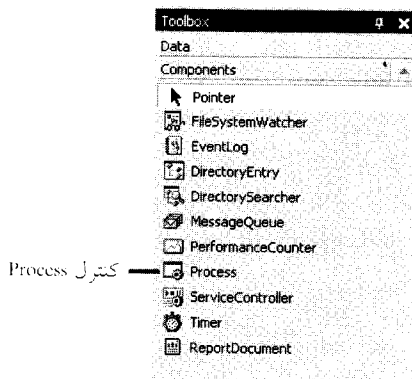 Toolbox
Data
Components
Pointer
FileSystemWatcher
EventLog
DirectoryEntry
DirectorySearcher
MessageQueue
PerformanceCounter
کنترل Process
Process
ServiceController
Timer
ReportDocument